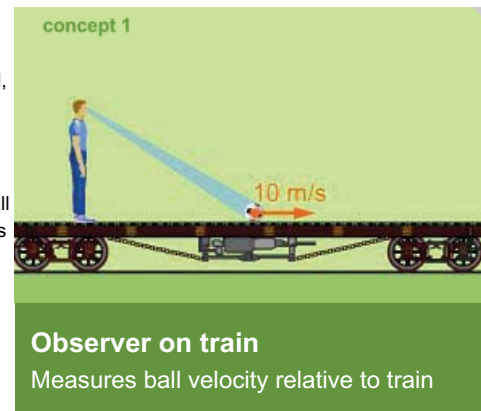 concept 1
10 m/s
Observer on train
Measures ball velocity relative to train